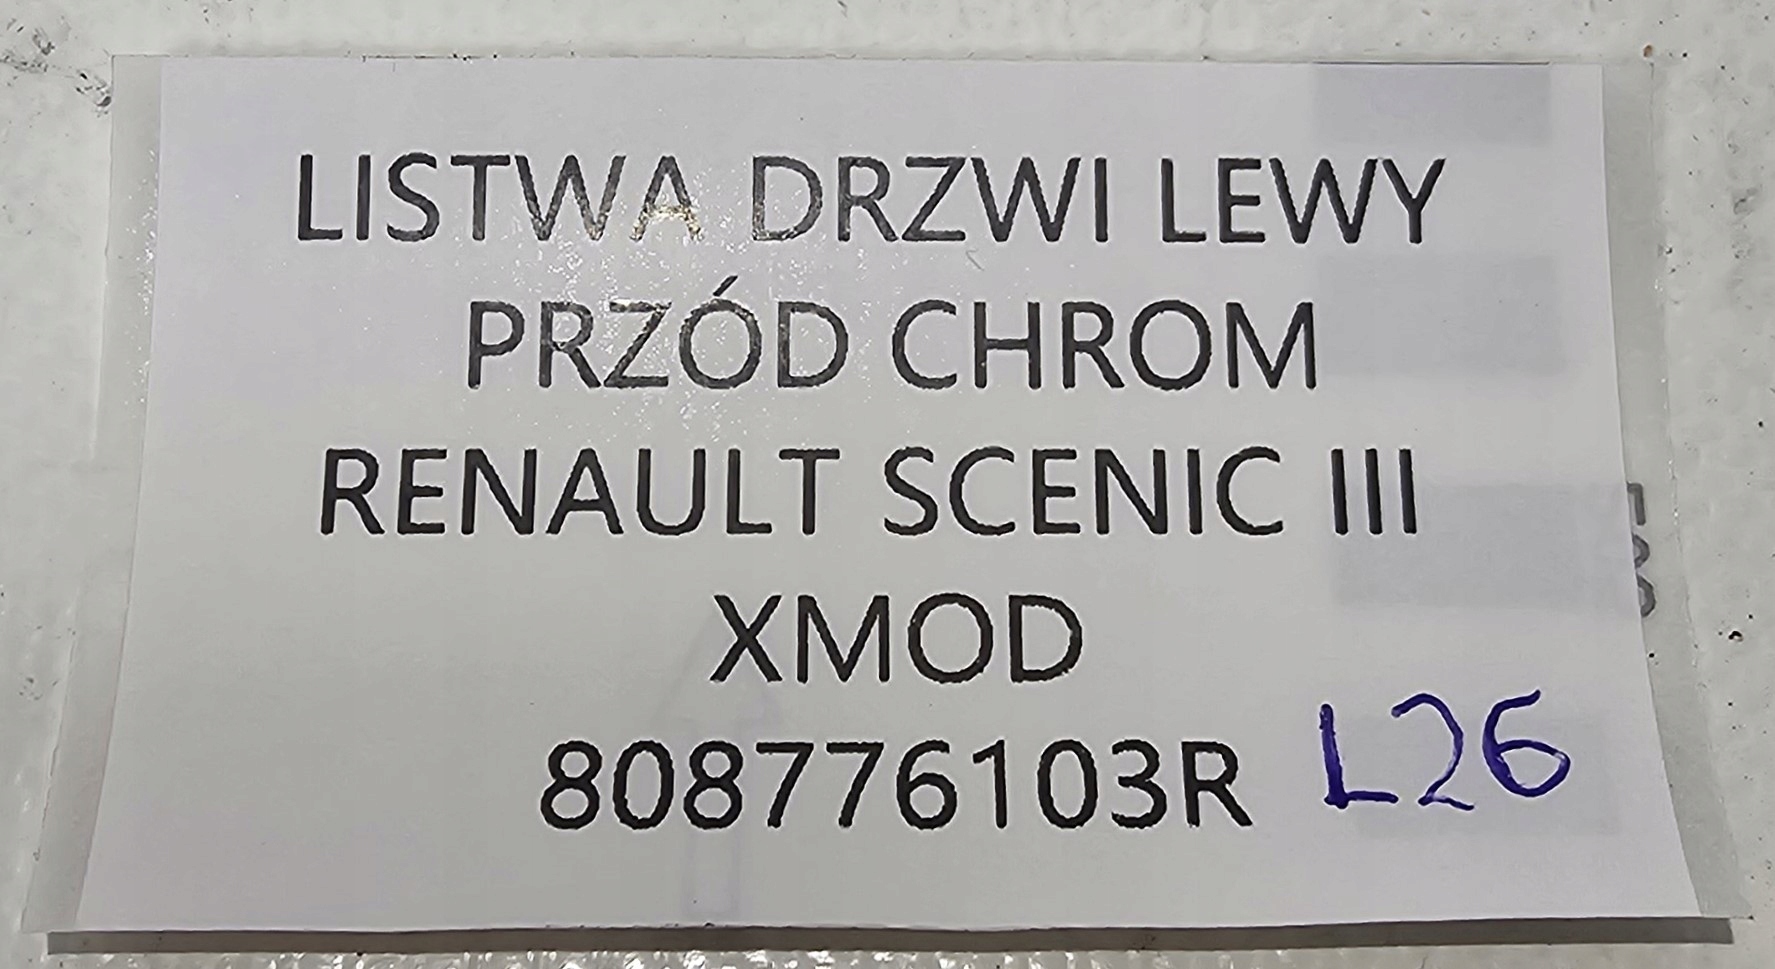 LISTWA DRZWI LEWY
PRZÓD CHROM
RENAULT SCENIC III
XMOD
808776103R L26